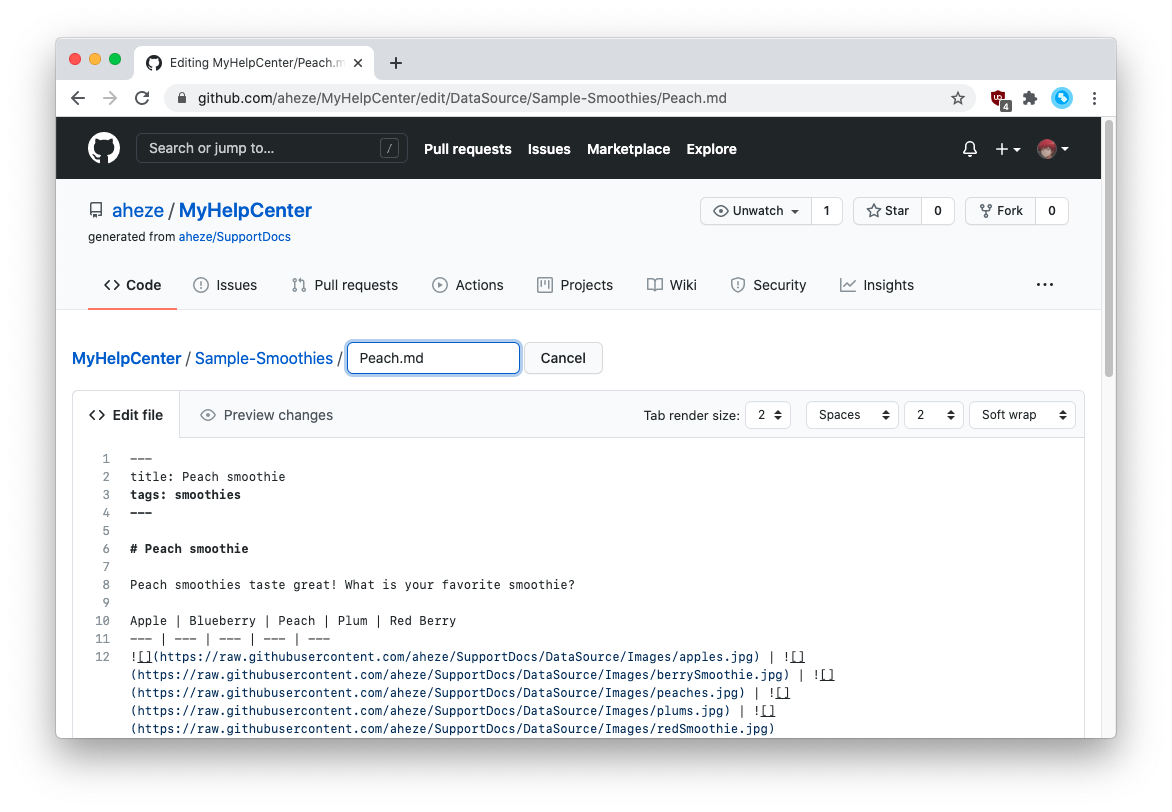 Editing MyHelpCenter/Peach.m
github.com/aheze/MyHelpCenter/edit/DataSource/Sample-Smoothies/Peach.md
4
Search or jump to... /
Pull requests Issues Marketplace Explore
aheze / MyHelpCenter
Unwatch 1 Star 0 Fork 0
generated from aheze/SupportDocs
Code Issues Pull requests Actions Projects Wiki Security Insights
MyHelpCenter / Sample-Smoothies / Peach.md Cancel
Edit file Preview changes Tab render size: 2 Spaces 2 Soft wrap
1 ---
2 title: Peach smoothie
3 tags: smoothies
4 ---
5
6 # Peach smoothie
7
8 Peach smoothies taste great! What is your favorite smoothie?
9
10 Apple | Blueberry | Peach | Plum | Red Berry
11 --- | --- | --- | --- | ---
12 ![](https://raw.githubusercontent.com/aheze/SupportDocs/DataSource/Images/apples.jpg) | ![]
(https://raw.githubusercontent.com/aheze/SupportDocs/DataSource/Images/berrySmoothie.jpg) | ![]
(https://raw.githubusercontent.com/aheze/SupportDocs/DataSource/Images/peaches.jpg) | ![]
(https://raw.githubusercontent.com/aheze/SupportDocs/DataSource/Images/plums.jpg) | ![]
(https://raw.githubusercontent.com/aheze/SupportDocs/DataSource/Images/redSmoothie.jpg)